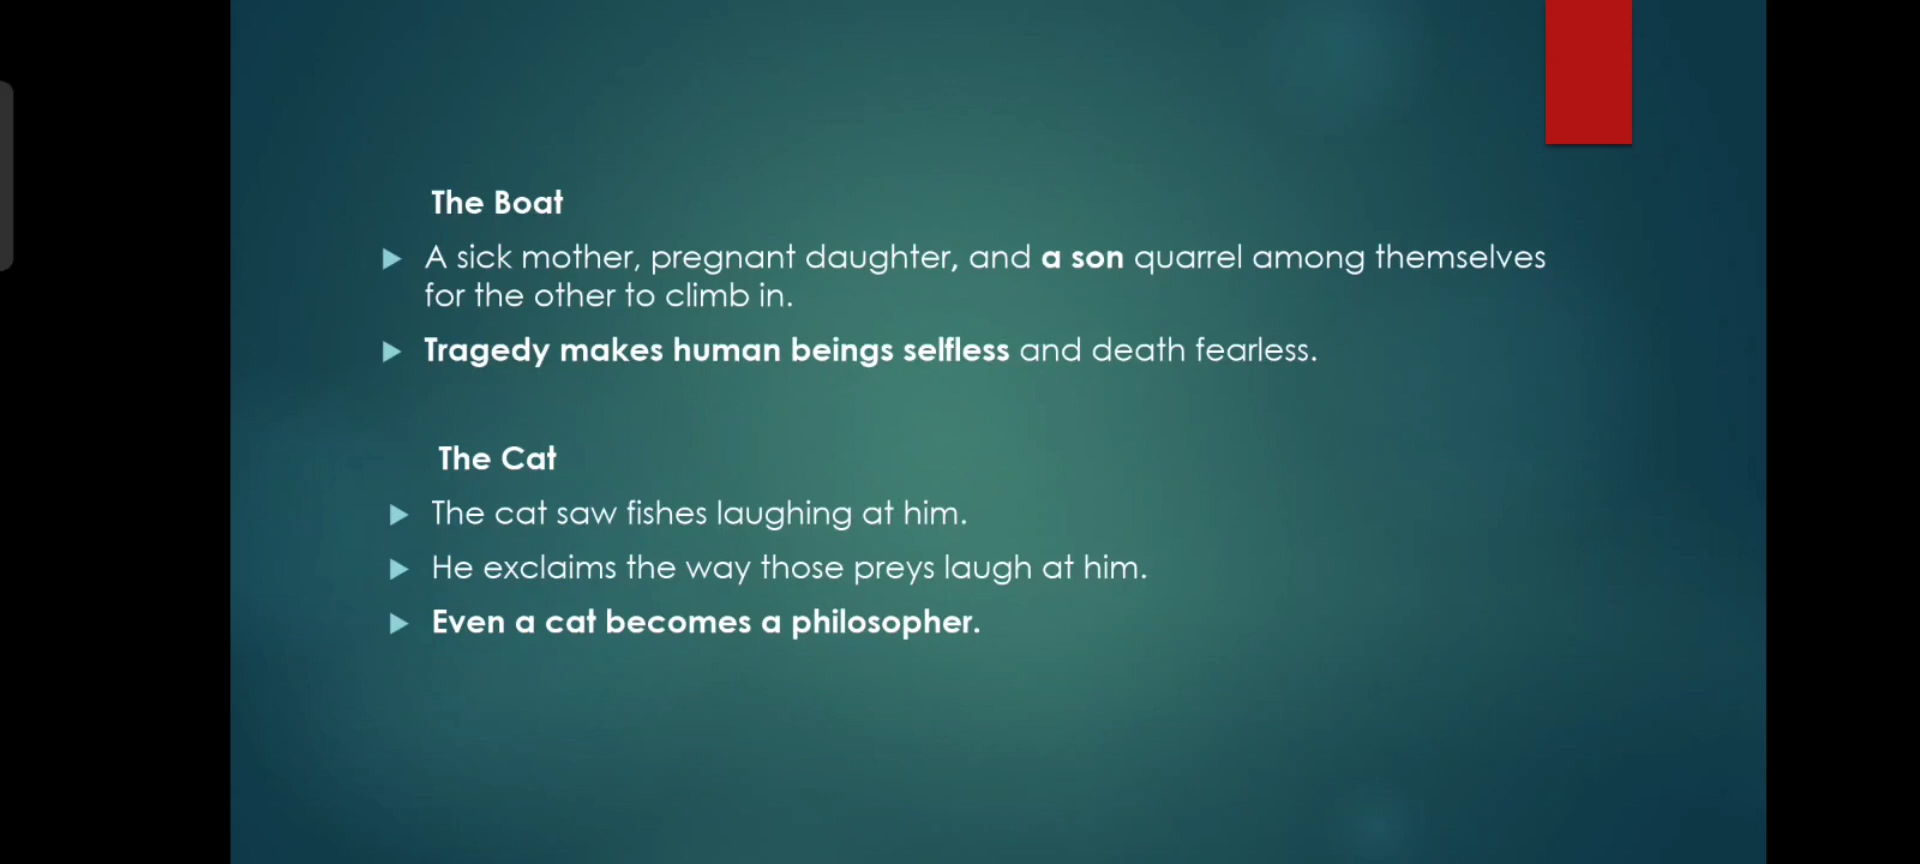 The Boat
A sick mother, pregnant daughter, and a son quarrel among themselves
for the other to climb in.
Tragedy makes human beings selfless and death fearless.
The Cat
The cat saw fishes laughing at him.
He exclaims the way those preys laugh at him.
Even a cat becomes a philosopher.